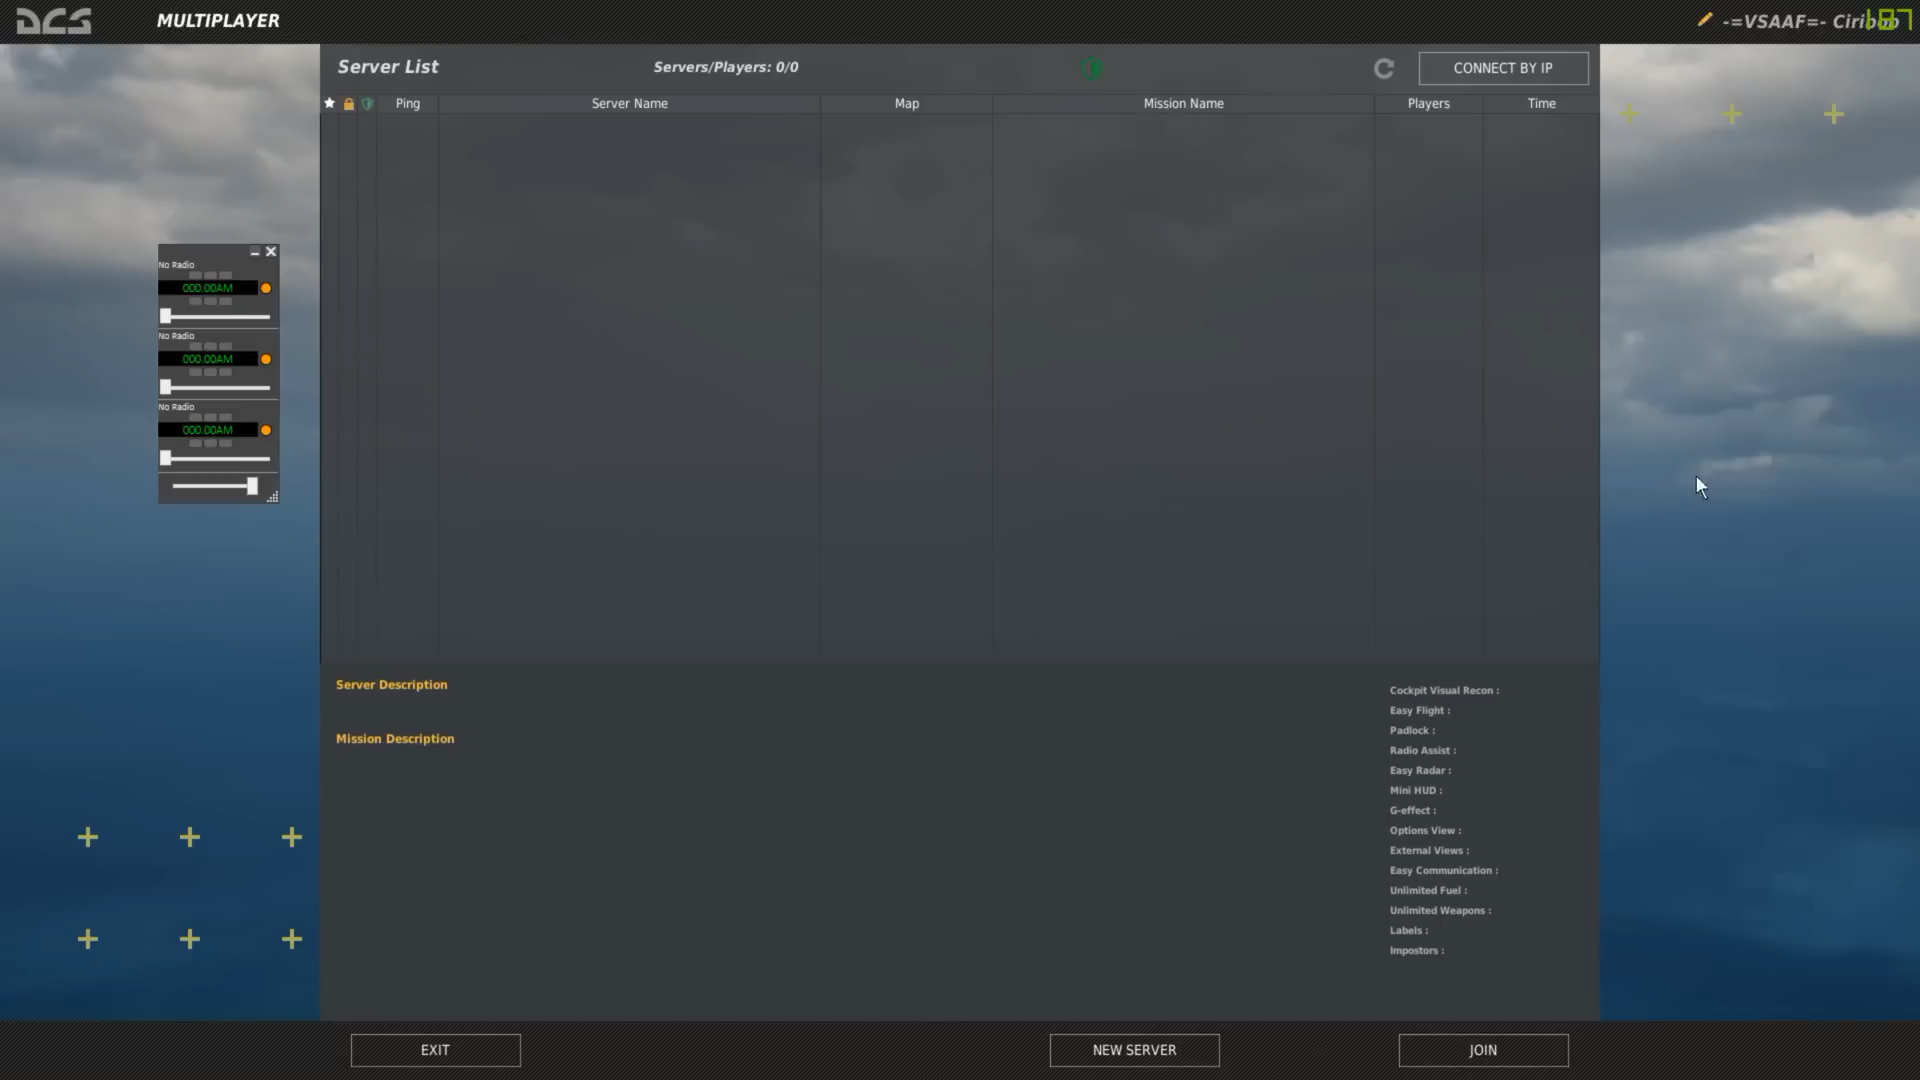 DCS
MULTIPLAYER
-=VSAAF=-
187
Server List
Servers/Players: 0/0
CONNECT BY IP
Ping
Server Name
Map
Mission Name
Players
Time
No Radio
000.00AM
No Radio
000.00AM
No Radio
000.00AM
Server Description
Mission Description
Cockpit Visual Recon :
Easy Flight :
Padlock :
Radio Assist :
Easy Radar :
Mini HUD :
G-effect :
Options View :
External Views :
Easy Communication :
Unlimited Fuel :
Unlimited Weapons :
Labels :
Impostors :
EXIT
NEW SERVER
JOIN